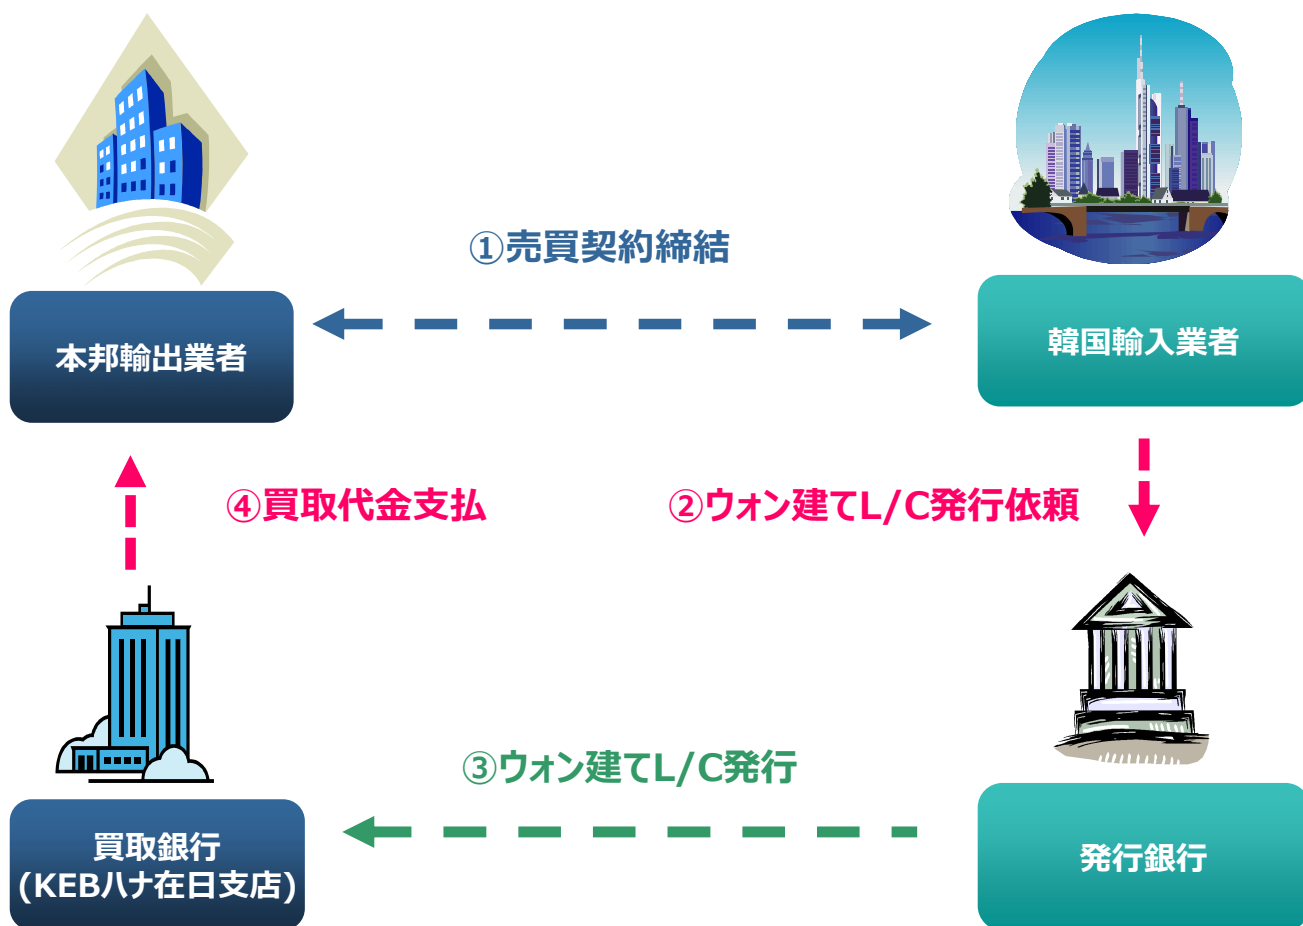 ①売買契約締結
本邦輸出業者
韓国輸入業者
④買取代金支払
②ウォン建てL/C発行依頼
③ウォン建てL/C発行
買取銀行
(KEBハナ在日支店)
発行銀行